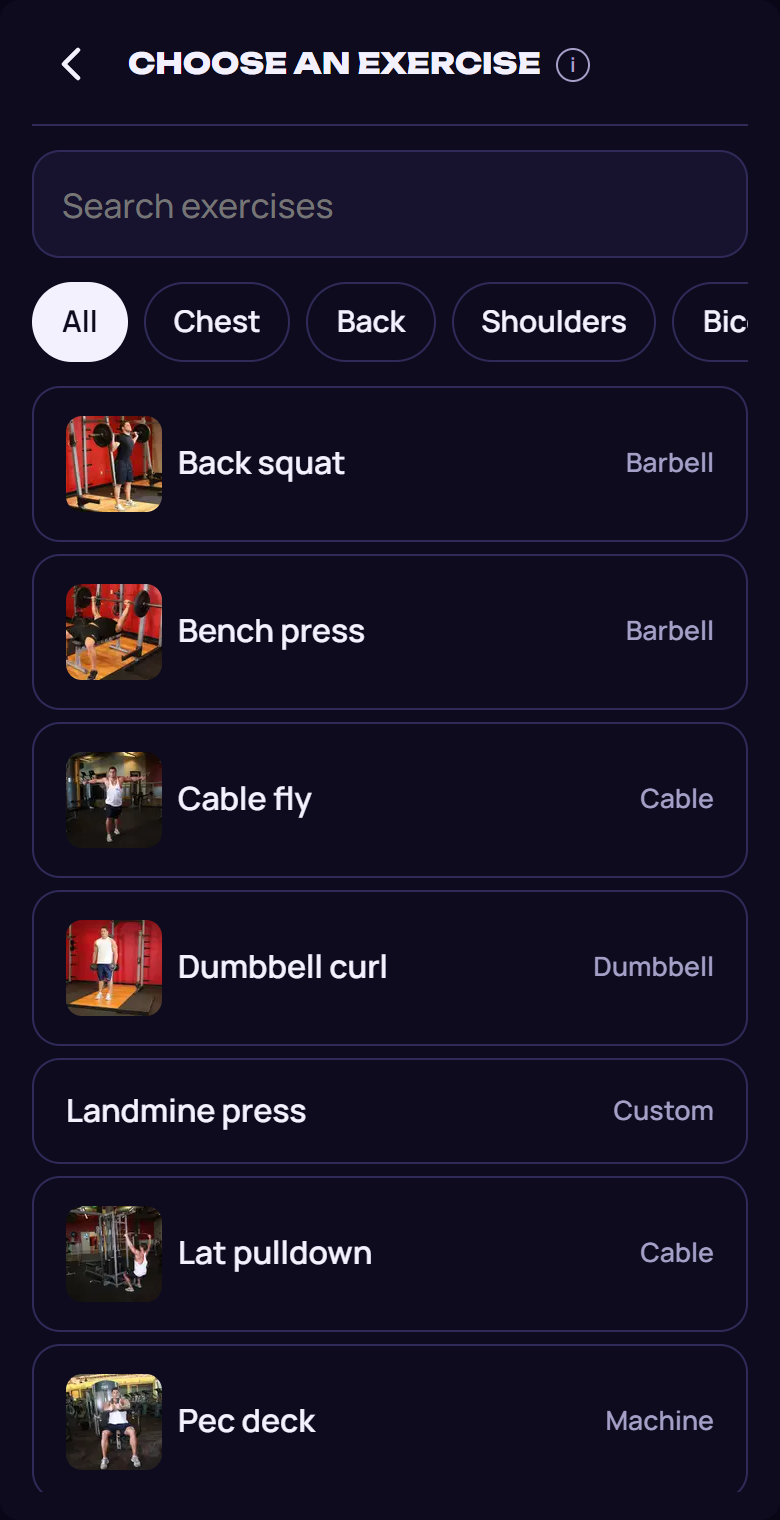 CHOOSE AN EXERCISE i
Search exercises
All Chest Back Shoulders
Back squat Barbell
Bench press Barbell
Cable fly Cable
Dumbbell curl Dumbbell
Landmine press Custom
Lat pulldown Cable
Pec deck Machine